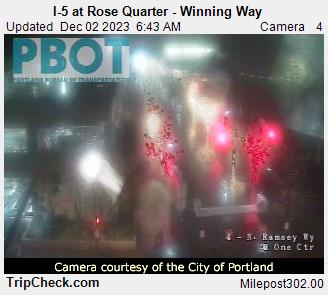 I-5 at Rose Quarter - Winning Way
Updated Dec 02 2023 6:43 AM Camera 4
PBOT
PORTLAND BUREAU OF TRANSPORTATION
4 - N. Ramsey Wy
@ One Ctr
Camera courtesy of the City of Portland
TripCheck.com Milepost302.00